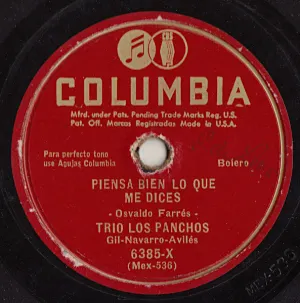 COLUMBIA
Mfrd. under Pats. Pending Trade Marks Reg. U.S.
Pat. Off. Marcas Registradas Made in U.S.A.
Para perfecto tono
use Agujas Columbia
Bolero
PIENSA BIEN LO QUE
ME DICES
- Osvaldo Farrés -
TRIO LOS PANCHOS
Gil-Navarro-Avilés
6385-X
(Mex-536)